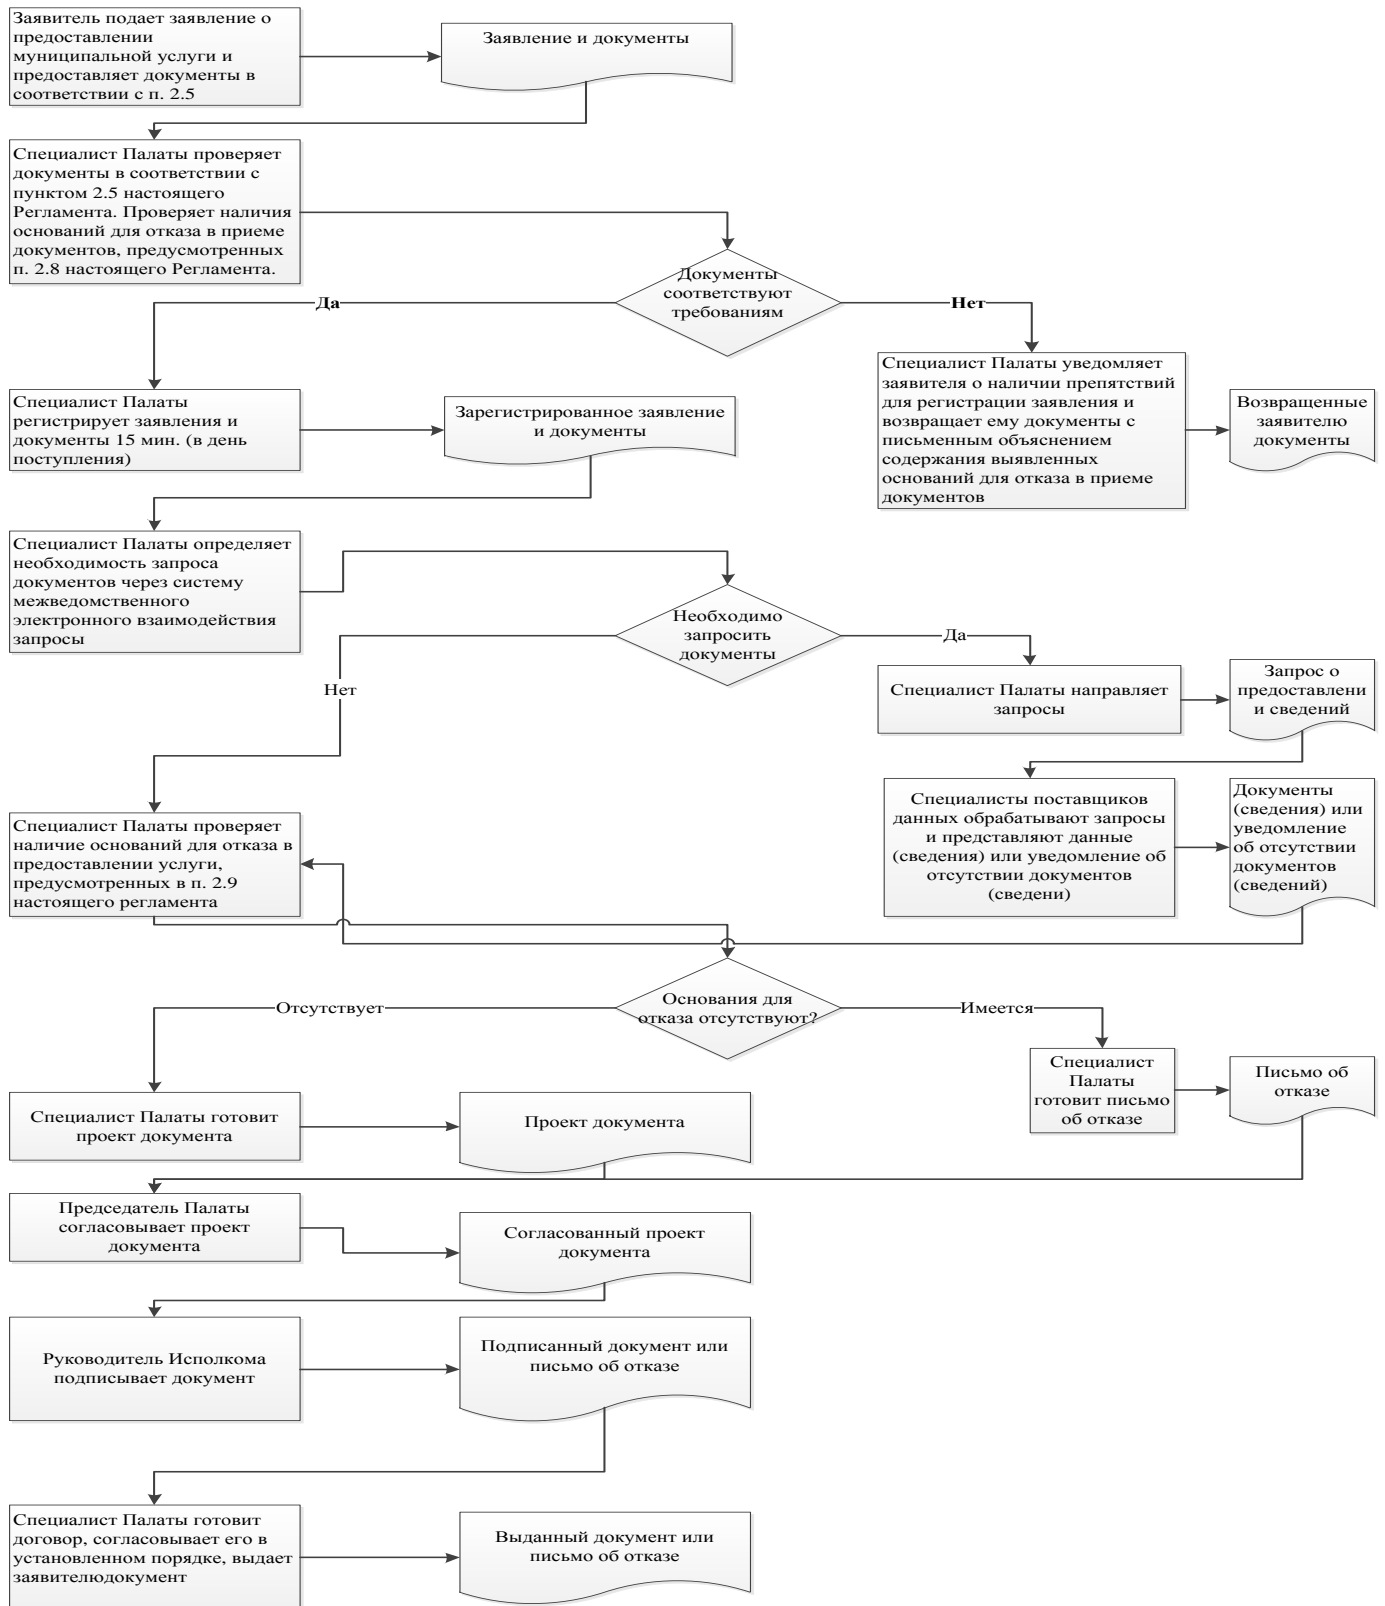 Заявитель подает заявление о
предоставлении
муниципальной услуги и
предоставляет документы в
соответствии с п. 2.5
Заявление и документы
Специалист Палаты проверяет
документы в соответствии с
пунктом 2.5 настоящего
Регламента. Проверяет наличия
оснований для отказа в приеме
документов, предусмотренных
п. 2.8 настоящего Регламента.
Документы
соответствуют
требованиям
Да
Нет
Специалист Палаты
регистрирует заявления и
документы 15 мин. (в день
поступления)
Зарегистрированное заявление
и документы
Специалист Палаты уведомляет
заявителя о наличии препятствий
для регистрации заявления и
возвращает ему документы с
письменным объяснением
содержания выявленных
оснований для отказа в приеме
документов
Возвращенные
заявителю
документы
Специалист Палаты определяет
необходимость запроса
документов через систему
межведомственного
электронного взаимодействия
запросы
Необходимо
запросить
документы
Да
Нет
Специалист Палаты направляет
запросы
Запрос о
предоставлени
и сведений
Специалисты поставщиков
данных обрабатывают запросы
и представляют данные
(сведения) или уведомление об
отсутствии документов
(сведени)
Документы
(сведения) или
уведомление
об отсутствии
документов
(сведений)
Специалист Палаты проверяет
наличие оснований для отказа в
предоставлении услуги,
предусмотренных в п. 2.9
настоящего регламента
Основания для
отказа отсутствуют?
Отсутствует
Имеется
Специалист
Палаты
готовит письмо
об отказе
Письмо об
отказе
Специалист Палаты готовит
проект документа
Проект документа
Председатель Палаты
согласовывает проект
документа
Согласованный проект
документа
Руководитель Исполкома
подписывает документ
Подписанный документ или
письмо об отказе
Специалист Палаты готовит
договор, согласовывает его в
установленном порядке, выдает
заявителюдокумент
Выданный документ или
письмо об отказе